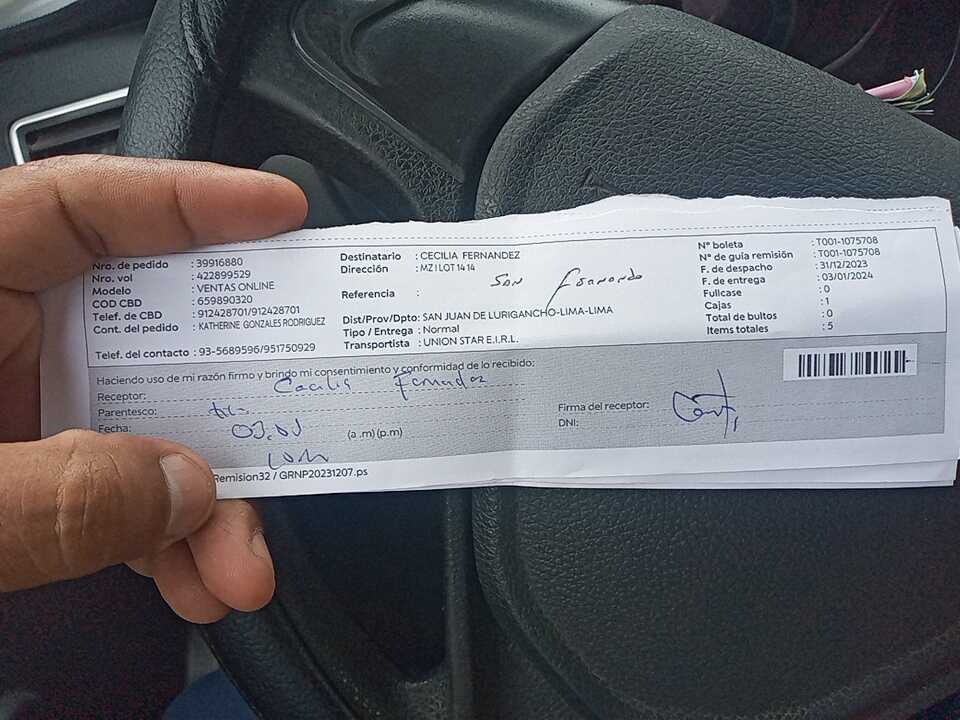 Nro. de pedido : 39916880
Nro. vol : 422899529
Modelo : VENTAS ONLINE
COD CBD : 659890320
Telef. de CBD : 912428701/912428701
Cont. del pedido : KATHERINE GONZALES RODRIGUEZ
Telef. del contacto : 93-5689596/951750929
Destinatario : CECILIA FERNANDEZ
Dirección : MZ I LOT 14 14
San Fernando
Referencia :
Dist/Prov/Dpto: SAN JUAN DE LURIGANCHO-LIMA-LIMA
Tipo / Entrega : Normal
Transportista : UNION STAR E.I.R.L.
N° boleta : T001-1075708
N° de guia remisión : T001-1075708
F. de despacho : 31/12/2023
F. de entrega : 03/01/2024
Fullcase : 0
Cajas : 1
Total de bultos : 0
Items totales : 5
Haciendo uso de mi razón firmo y brindo mi consentimiento y conformidad de lo recibido:
Receptor: Cecilia Fernandez
Parentesco:
Fecha: 03.01
(a .m) (p.m)
Firma del receptor:
DNI:
Remision32 / GRNP20231207.ps